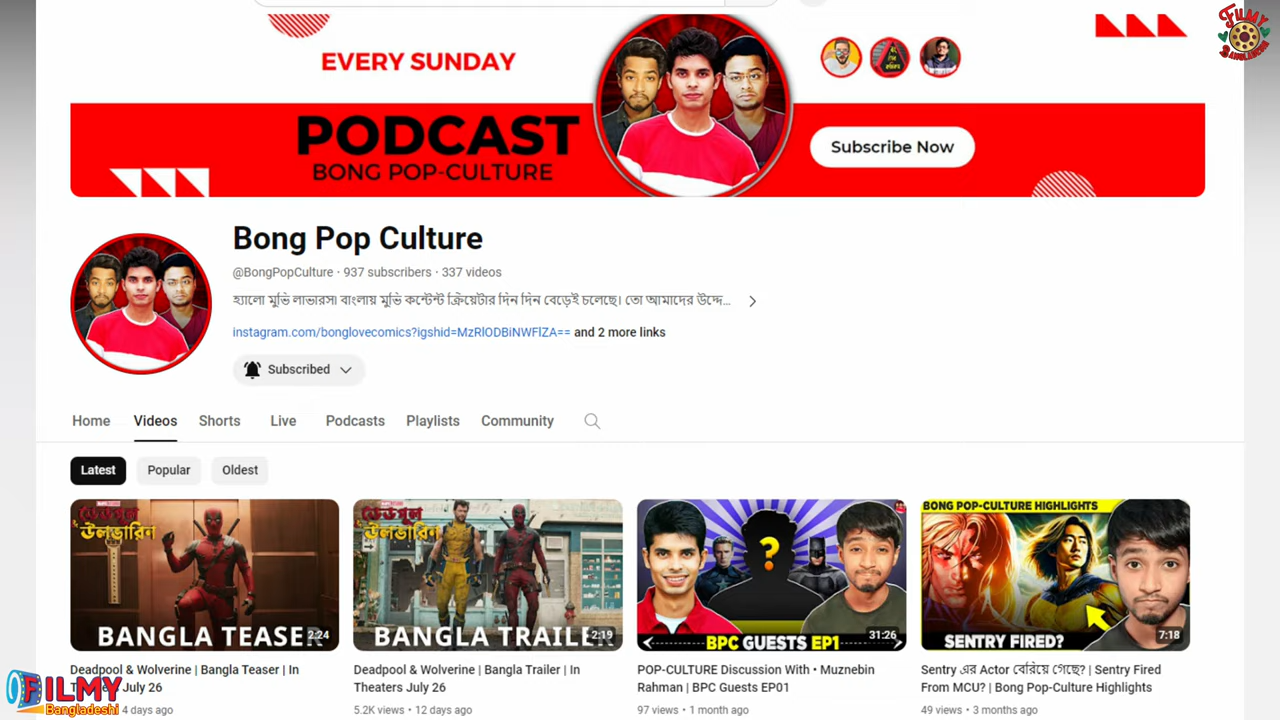 FILMY
BANGLADESHI
EVERY SUNDAY
PODCAST
BONG POP-CULTURE
Subscribe Now
Bong Pop Culture
@BongPopCulture · 937 subscribers · 337 videos
হ্যালো মুভি লাভারস। বাংলায় মুভি কন্টেন্ট ক্রিয়েটার দিন দিন বেড়েই চলেছে। তো আমাদের উদ্দে...
instagram.com/bonglovecomics?igshid=MzRlODBiNWFlZA== and 2 more links
Subscribed
Home Videos Shorts Live Podcasts Playlists Community
Latest Popular Oldest
ডেডপুল
& উলভারিন
BANGLA TEASER
2:24
ডেডপুল
& উলভারিন
BANGLA TRAILER
2:19
?
BPC GUESTS EP1
31:26
BONG POP-CULTURE HIGHLIGHTS
SENTRY FIRED?
7:18
Deadpool & Wolverine | Bangla Teaser | In
July 26
4 days ago
Deadpool & Wolverine | Bangla Trailer | In
Theaters July 26
5.2K views • 12 days ago
POP-CULTURE Discussion With • Muznebin
Rahman | BPC Guests EP01
97 views • 1 month ago
Sentry এর Actor বেরিয়ে গেছে? | Sentry Fired
From MCU? | Bong Pop-Culture Highlights
49 views • 3 months ago
FILMY
Bangladeshi